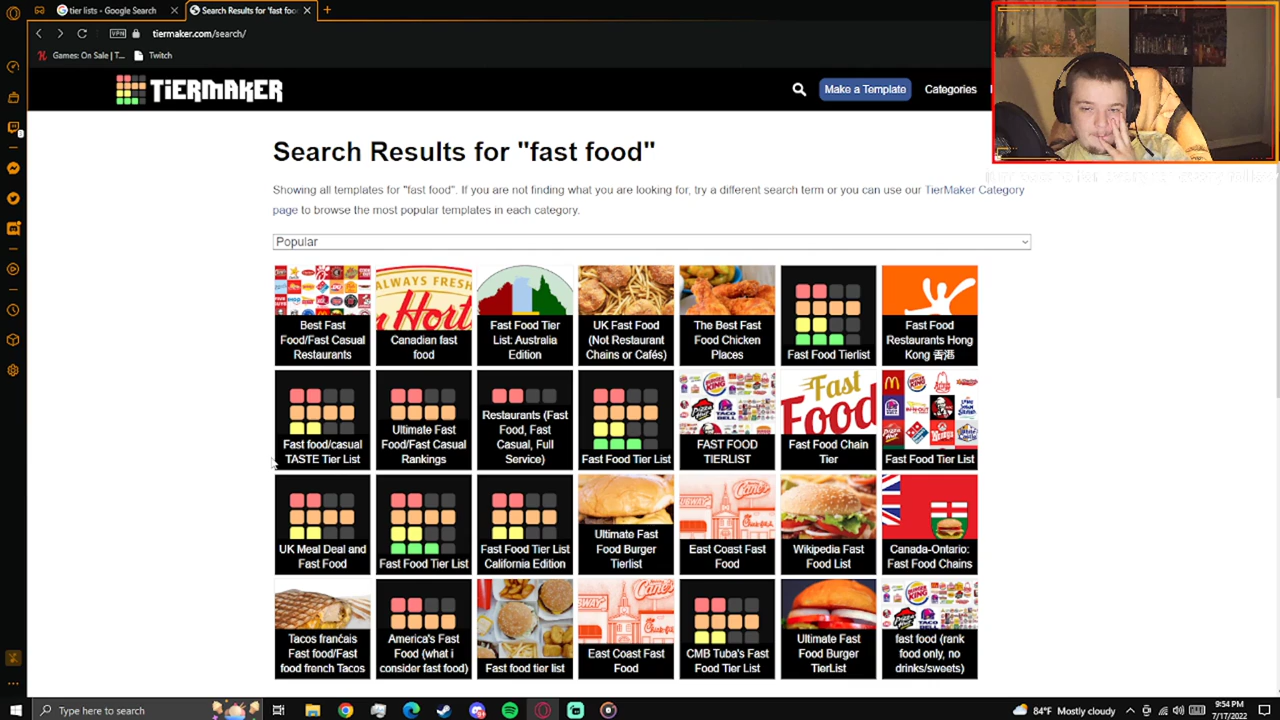 tier lists - Google Search
Search Results for 'fast foo
VPN
tiermaker.com/search/
Games: On Sale | T...
Twitch
TiERMAKER
Make a Template
Categories
Search Results for "fast food"
Showing all templates for "fast food". If you are not finding what you are looking for, try a different search term or you can use our TierMaker Category
page to browse the most popular templates in each category.
Popular
Best Fast
Food/Fast Casual
Restaurants
ALWAYS FRESH
Hort
Canadian fast
food
Fast Food Tier
List: Australia
Edition
UK Fast Food
(Not Restaurant
Chains or Cafés)
The Best Fast
Food Chicken
Places
Fast Food Tierlist
Fast Food
Restaurants Hong
Kong 香港
Fast food/casual
TASTE Tier List
Ultimate Fast
Food/Fast Casual
Rankings
Restaurants (Fast
Food, Fast
Casual, Full
Service)
Fast Food Tier List
FAST FOOD
TIERLIST
Fast
Food
Fast Food Chain
Tier
Fast Food Tier List
UK Meal Deal and
Fast Food
Fast Food Tier List
Fast Food Tier List
California Edition
Ultimate Fast
Food Burger
Tierlist
East Coast Fast
Food
Wikipedia Fast
Food List
Canada-Ontario:
Fast Food Chains
Tacos français
Fast food/Fast
food french Tacos
America's Fast
Food (what i
consider fast food)
Fast food tier list
East Coast Fast
Food
CMB Tuba's Fast
Food Tier List
Ultimate Fast
Food Burger
TierList
fast food (rank
food only, no
drinks/sweets)
Type here to search
84°F Mostly cloudy
9:54 PM
7/17/2022